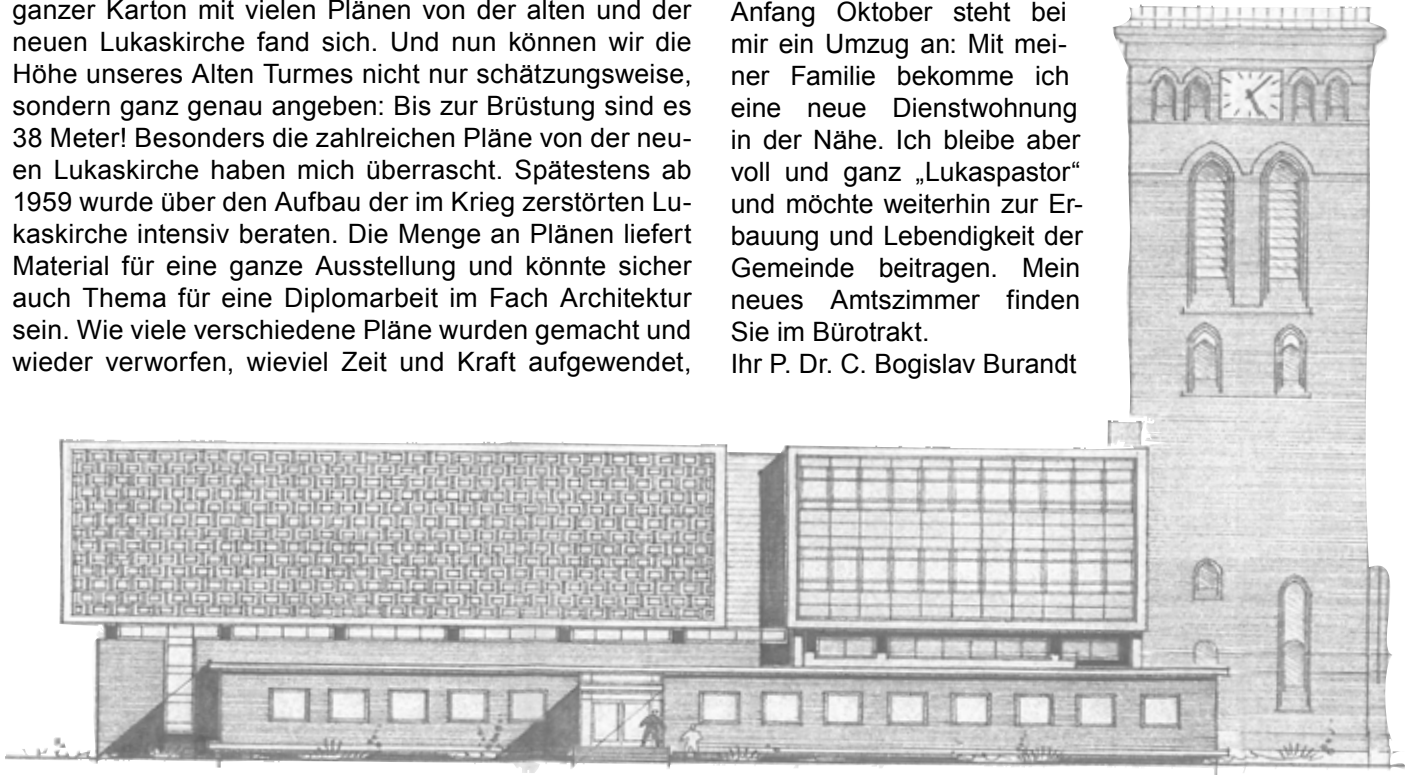 ganzer Karton mit vielen Plänen von der alten und der
neuen Lukaskirche fand sich. Und nun können wir die
Höhe unseres Alten Turmes nicht nur schätzungsweise,
sondern ganz genau angeben: Bis zur Brüstung sind es
38 Meter! Besonders die zahlreichen Pläne von der neu-
en Lukaskirche haben mich überrascht. Spätestens ab
1959 wurde über den Aufbau der im Krieg zerstörten Lu-
kaskirche intensiv beraten. Die Menge an Plänen liefert
Material für eine ganze Ausstellung und könnte sicher
auch Thema für eine Diplomarbeit im Fach Architektur
sein. Wie viele verschiedene Pläne wurden gemacht und
wieder verworfen, wieviel Zeit und Kraft aufgewendet,
Anfang Oktober steht bei
mir ein Umzug an: Mit mei-
ner Familie bekomme ich
eine neue Dienstwohnung
in der Nähe. Ich bleibe aber
voll und ganz „Lukaspastor“
und möchte weiterhin zur Er-
bauung und Lebendigkeit der
Gemeinde beitragen. Mein
neues Amtszimmer finden
Sie im Bürotrakt.
Ihr P. Dr. C. Bogislav Burandt